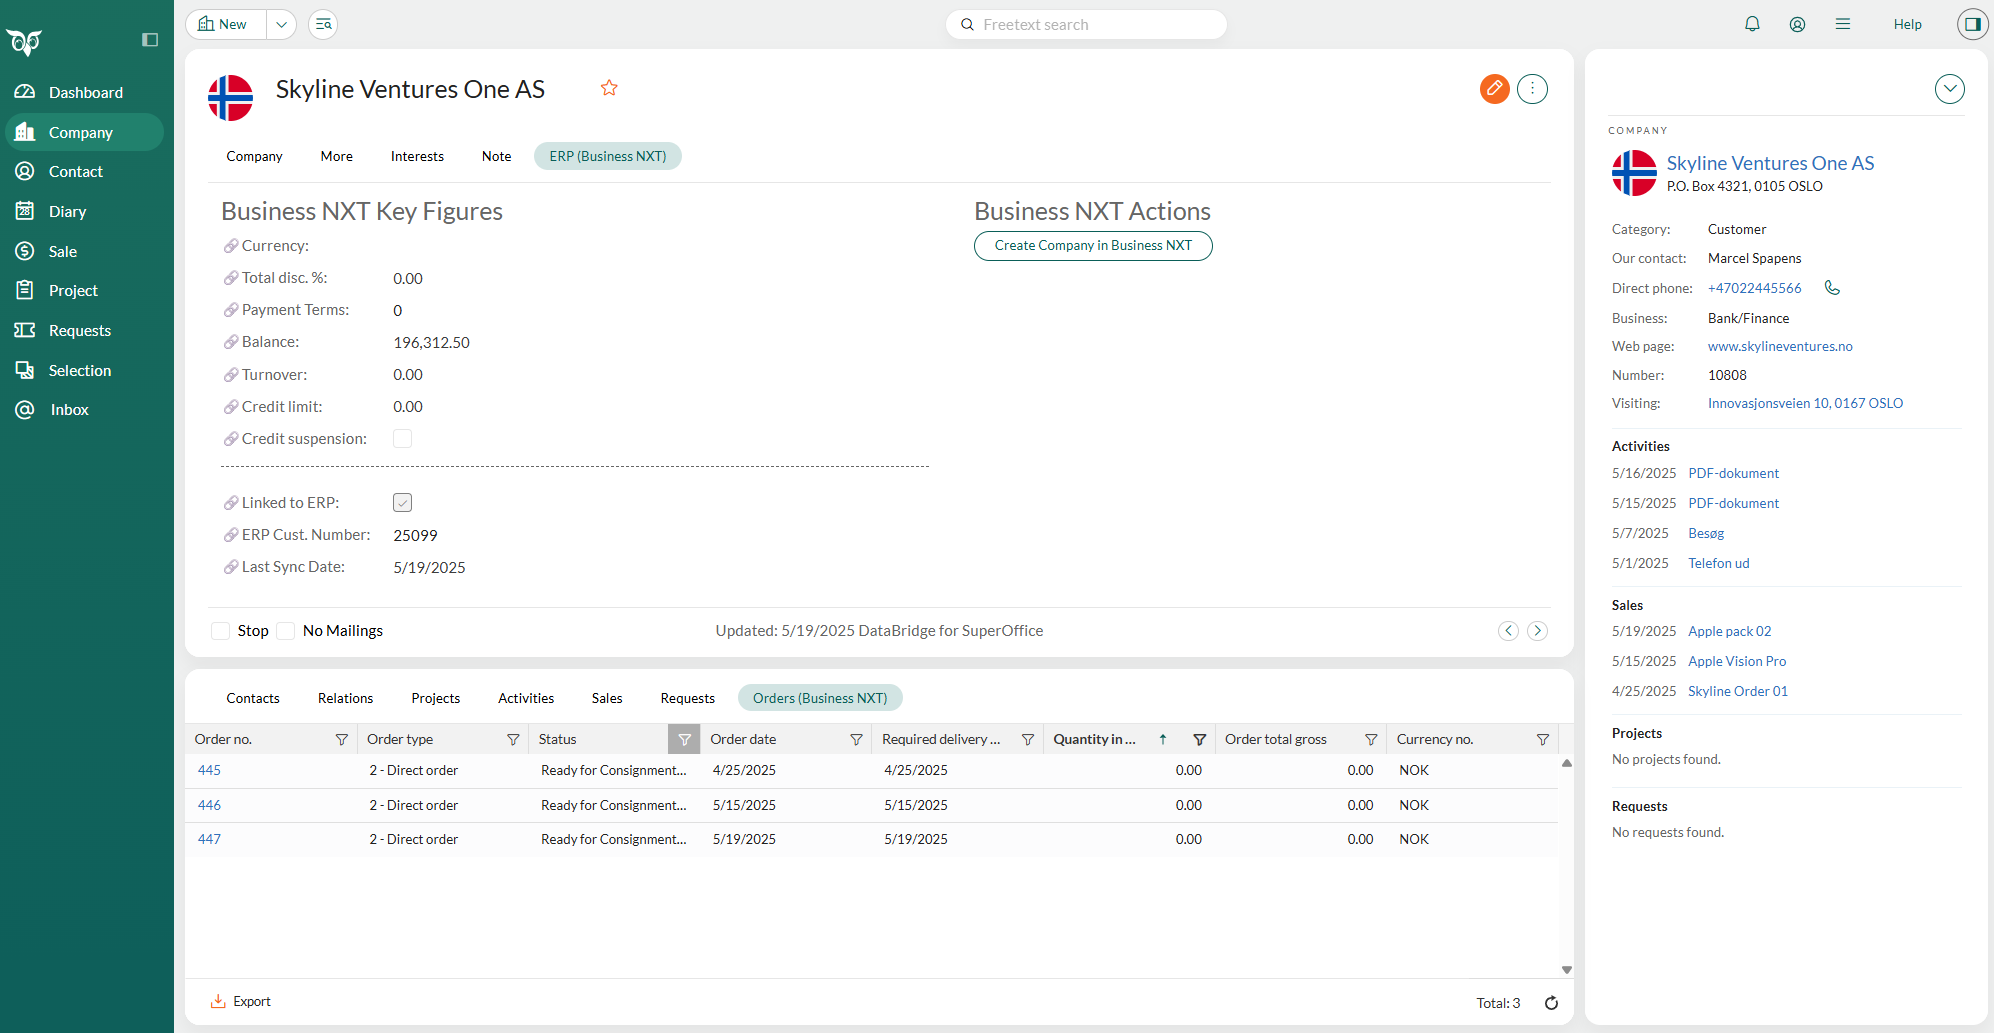 New
Freetext search
Help
Dashboard
Company
Contact
28
Diary
Sale
Project
Requests
Selection
Inbox
Skyline Ventures One AS
Company More Interests Note ERP (Business NXT)
Business NXT Key Figures
Currency:
Total disc. %: 0.00
Payment Terms: 0
Balance: 196,312.50
Turnover: 0.00
Credit limit: 0.00
Credit suspension:
Linked to ERP:
ERP Cust. Number: 25099
Last Sync Date: 5/19/2025
Business NXT Actions
Create Company in Business NXT
Stop No Mailings Updated: 5/19/2025 DataBridge for SuperOffice
Contacts Relations Projects Activities Sales Requests Orders (Business NXT)
Order no. Order type Status Order date Required delivery ... Quantity in ... Order total gross Currency no.
445 2 - Direct order Ready for Consignment... 4/25/2025 4/25/2025 0.00 0.00 NOK
446 2 - Direct order Ready for Consignment... 5/15/2025 5/15/2025 0.00 0.00 NOK
447 2 - Direct order Ready for Consignment... 5/19/2025 5/19/2025 0.00 0.00 NOK
Export Total: 3
COMPANY
Skyline Ventures One AS
P.O. Box 4321, 0105 OSLO
Category: Customer
Our contact: Marcel Spapens
Direct phone: +47022445566
Business: Bank/Finance
Web page: www.skylineventures.no
Number: 10808
Visiting: Innovasjonsveien 10, 0167 OSLO
Activities
5/16/2025 PDF-dokument
5/15/2025 PDF-dokument
5/7/2025 Besøg
5/1/2025 Telefon ud
Sales
5/19/2025 Apple pack 02
5/15/2025 Apple Vision Pro
4/25/2025 Skyline Order 01
Projects
No projects found.
Requests
No requests found.